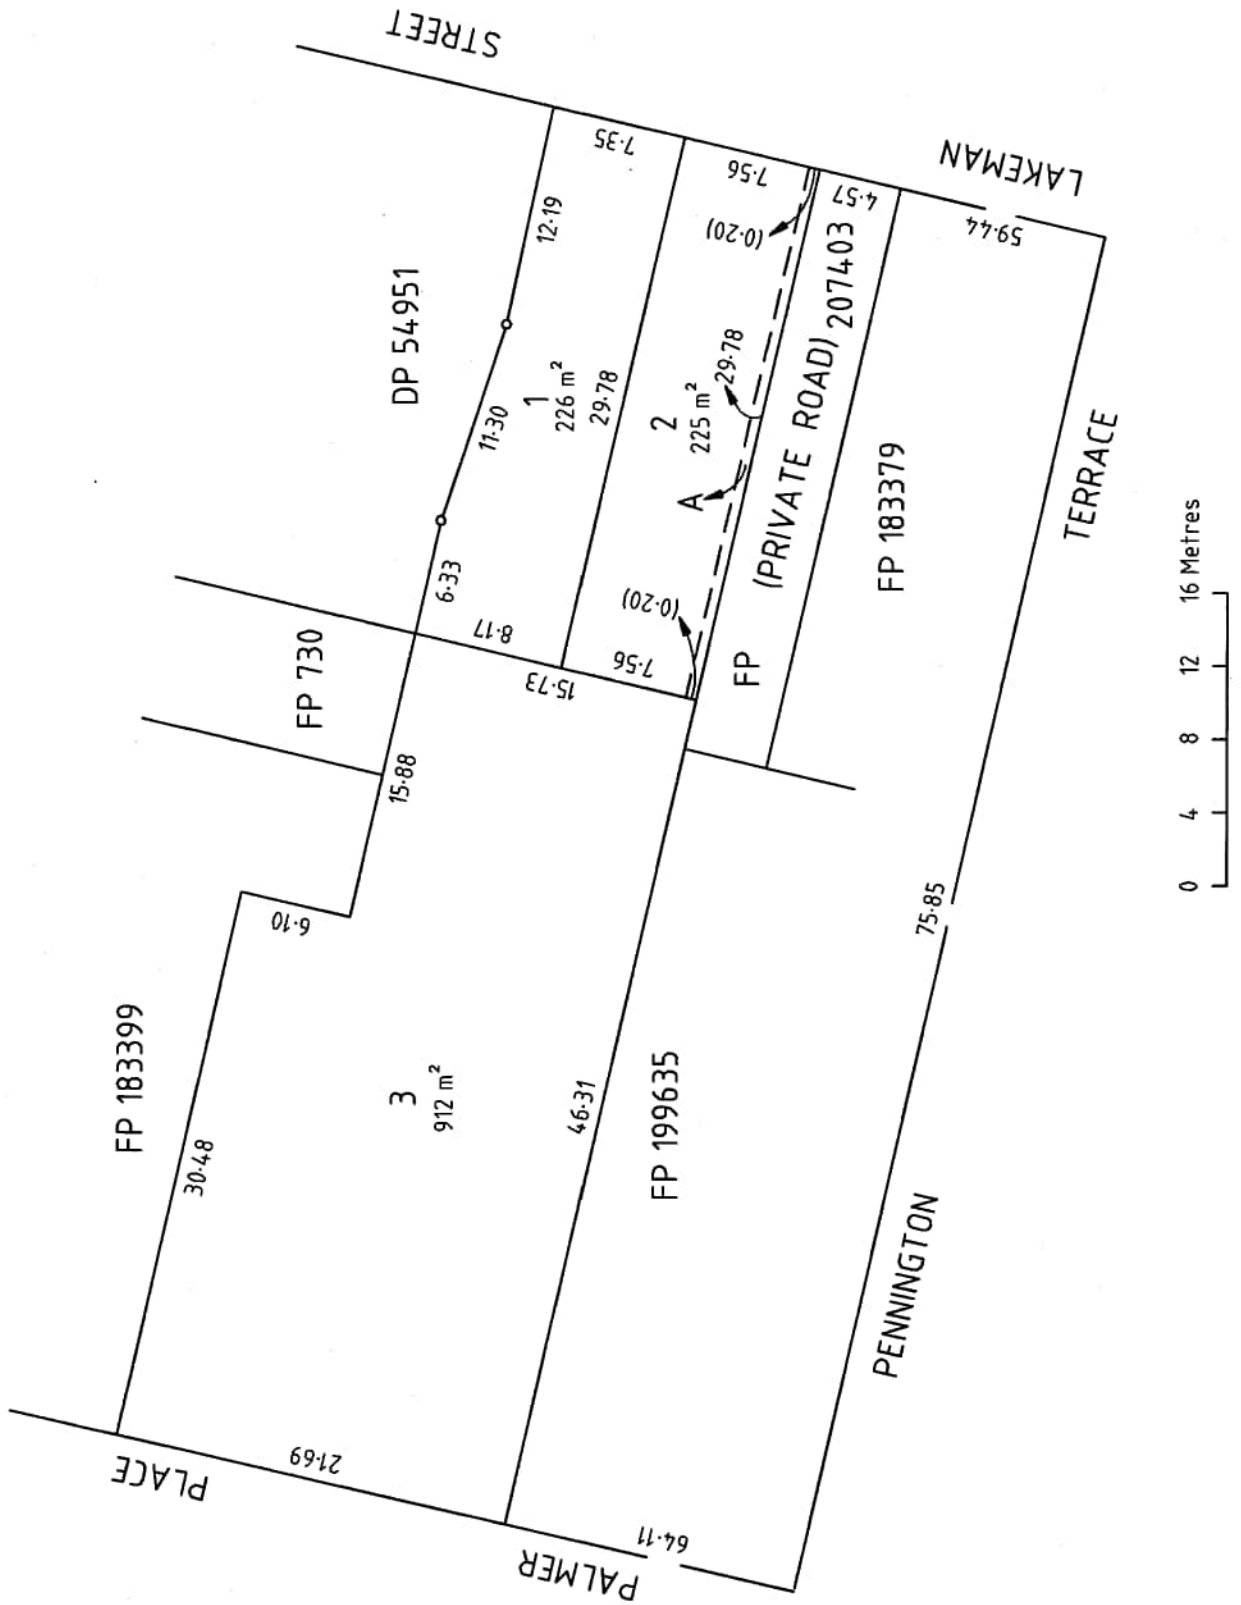 LAKEMAN STREET
DP 54951
FP 730
FP 183399
12·19
11·30
6·33
15·88
6·10
30·48
7·35
7·56
4·57
59·44
1
226 m²
29·78
2
225 m²
29·78
A
(0·20)
(0·20)
8·17
7·56
15·73
FP
(PRIVATE ROAD)
207403
FP 183379
3
912 m²
46·31
FP 199635
21·69
64·11
PALMER PLACE
75·85
PENNINGTON TERRACE
0 4 8 12 16 Metres